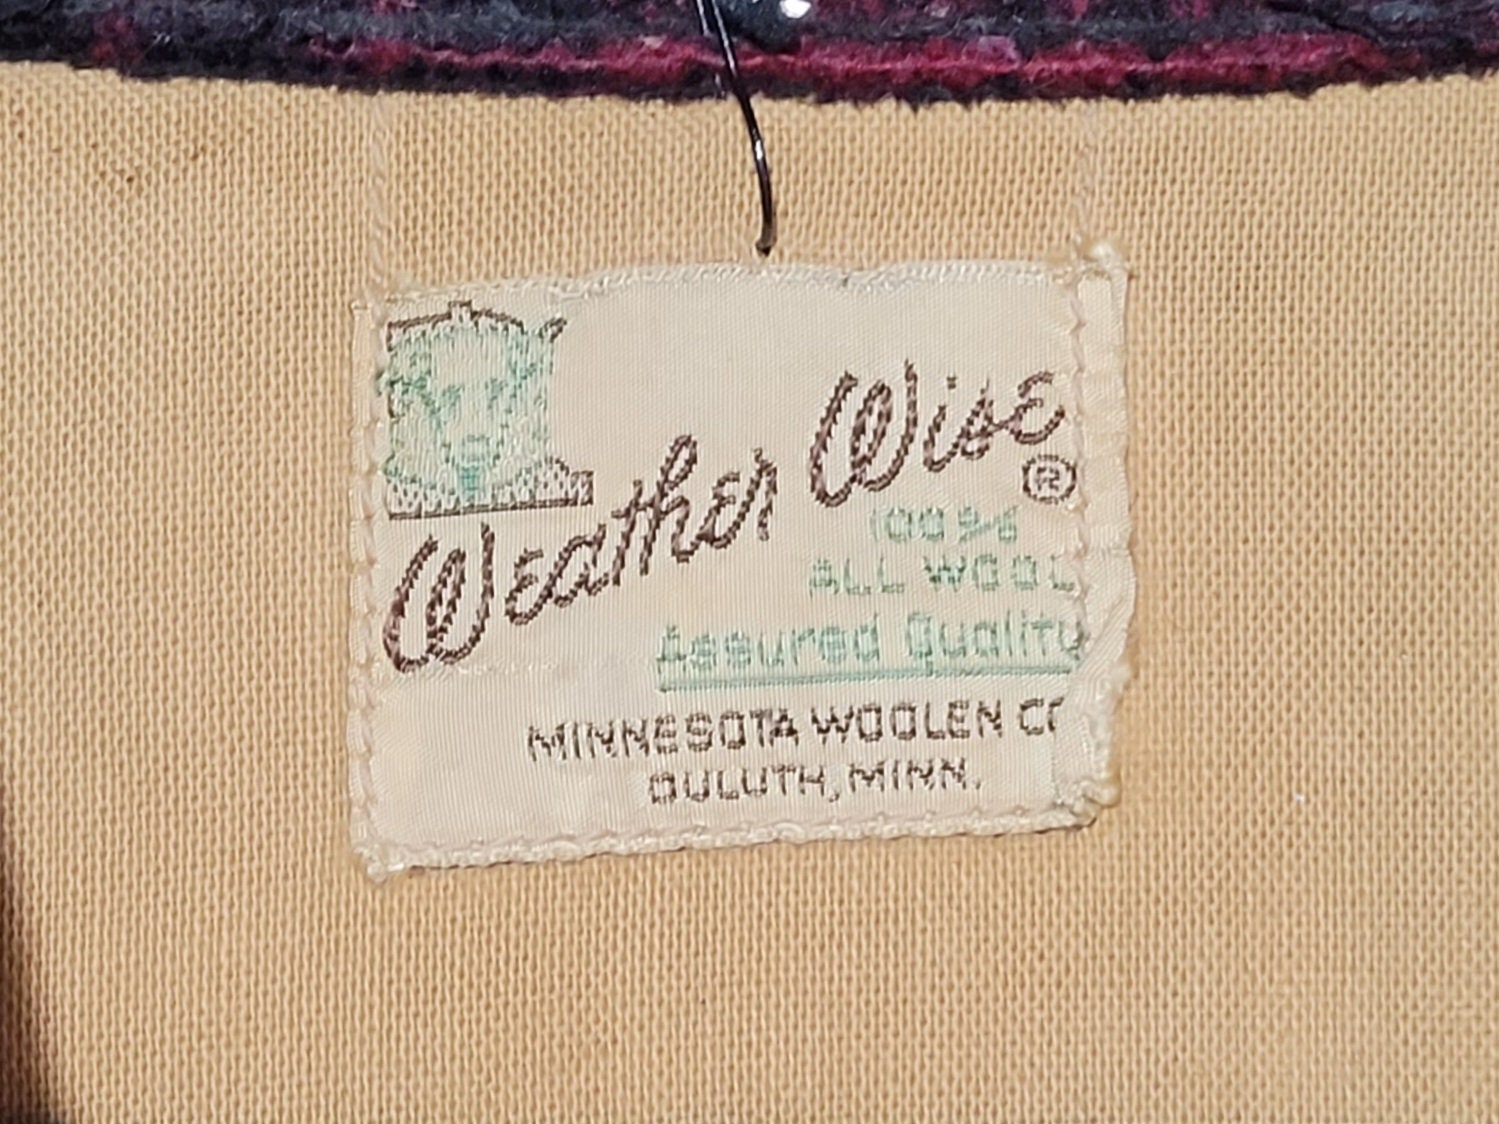 Weather Wise ®
100%
ALL WOOL
Assured Quality
MINNESOTA WOOLEN CO
DULUTH, MINN.